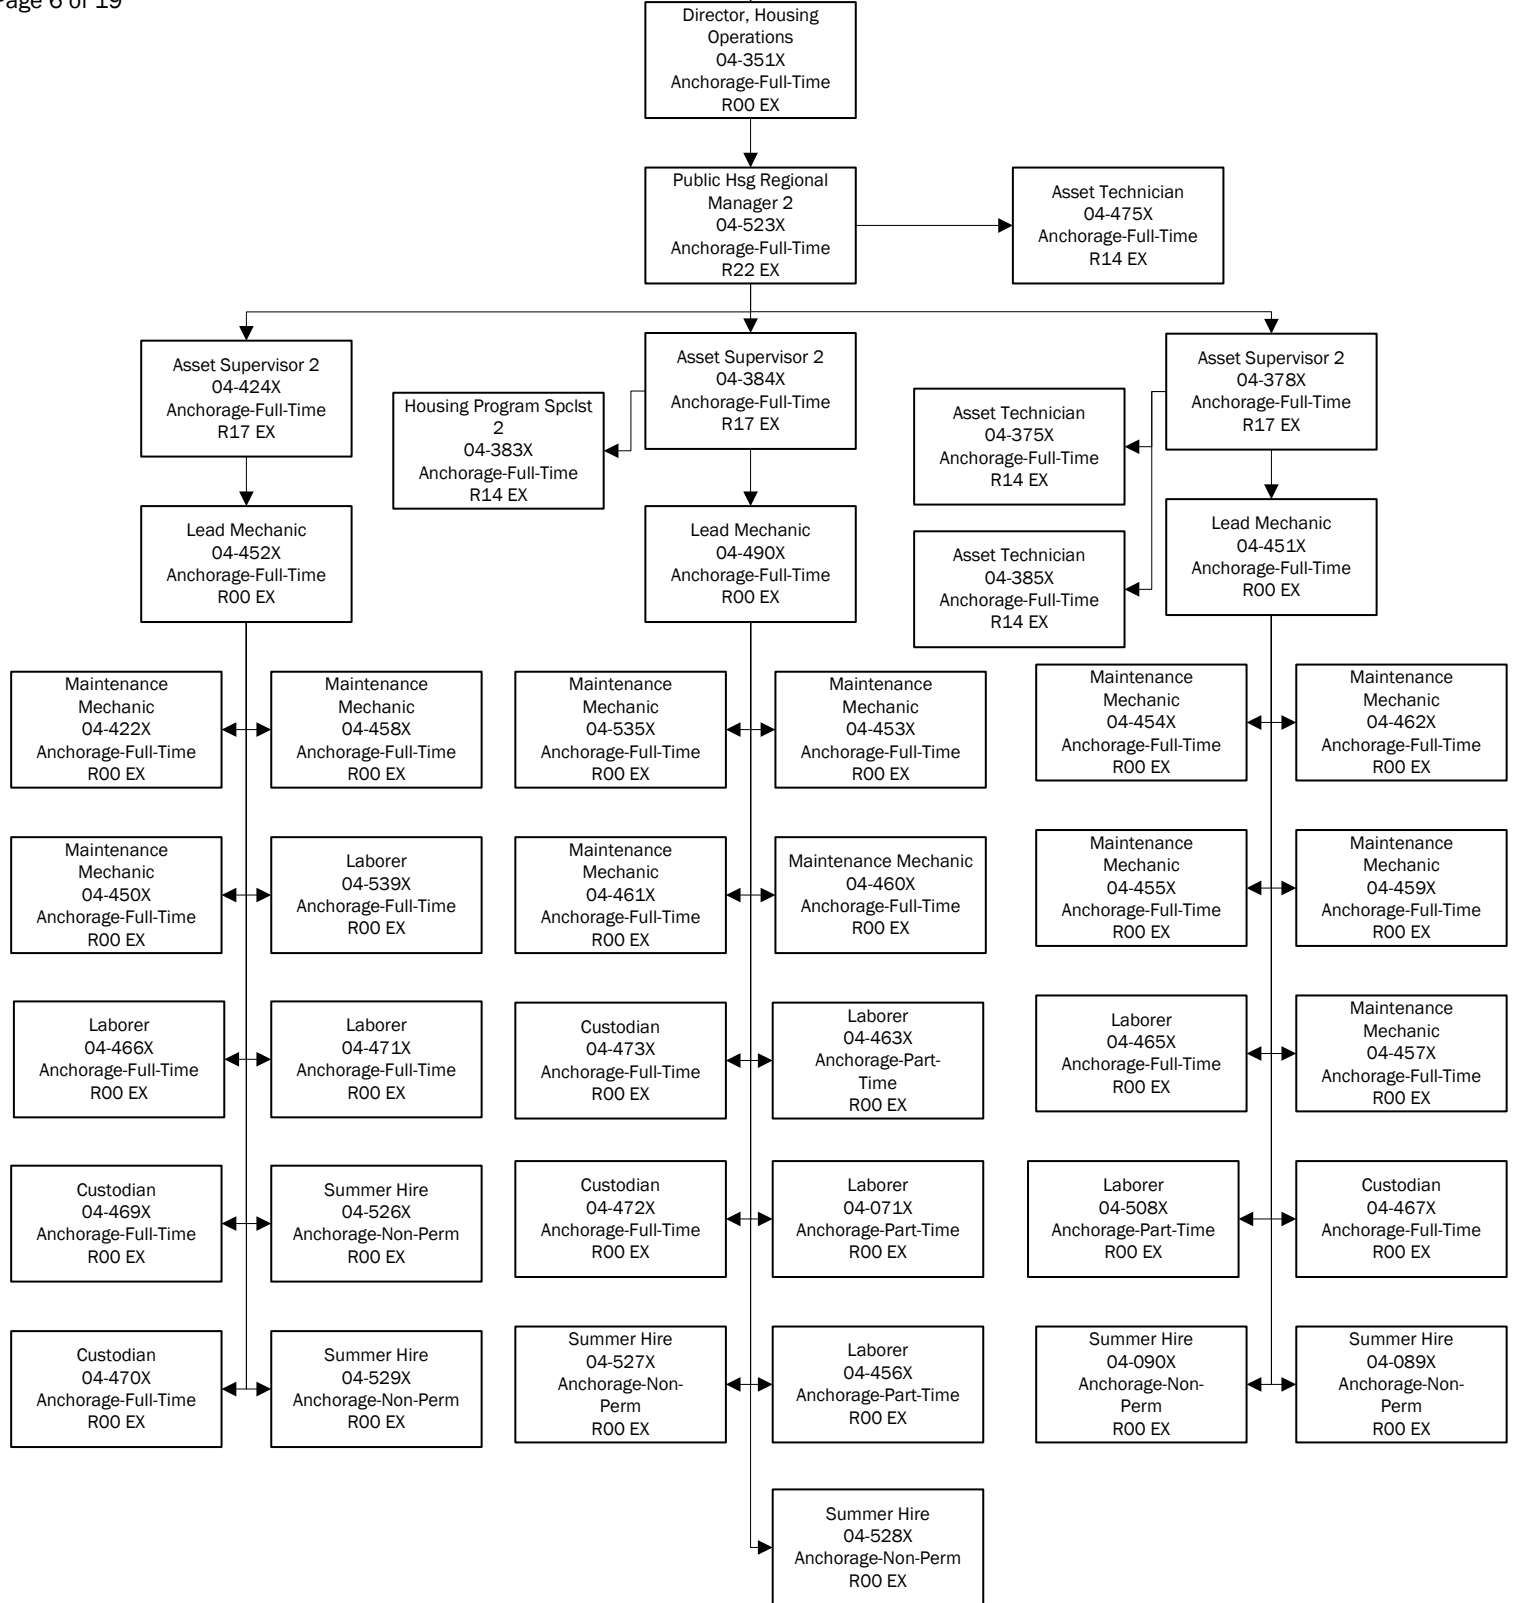 Page 6 of 19
Director, Housing
Operations
04-351X
Anchorage-Full-Time
R00 EX
Public Hsg Regional
Manager 2
04-523X
Anchorage-Full-Time
R22 EX
Asset Technician
04-475X
Anchorage-Full-Time
R14 EX
Asset Supervisor 2
04-424X
Anchorage-Full-Time
R17 EX
Housing Program Spclst
2
04-383X
Anchorage-Full-Time
R14 EX
Asset Supervisor 2
04-384X
Anchorage-Full-Time
R17 EX
Asset Technician
04-375X
Anchorage-Full-Time
R14 EX
Asset Supervisor 2
04-378X
Anchorage-Full-Time
R17 EX
Lead Mechanic
04-452X
Anchorage-Full-Time
R00 EX
Lead Mechanic
04-490X
Anchorage-Full-Time
R00 EX
Asset Technician
04-385X
Anchorage-Full-Time
R14 EX
Lead Mechanic
04-451X
Anchorage-Full-Time
R00 EX
Maintenance
Mechanic
04-422X
Anchorage-Full-Time
R00 EX
Maintenance
Mechanic
04-458X
Anchorage-Full-Time
R00 EX
Maintenance
Mechanic
04-535X
Anchorage-Full-Time
R00 EX
Maintenance
Mechanic
04-453X
Anchorage-Full-Time
R00 EX
Maintenance
Mechanic
04-454X
Anchorage-Full-Time
R00 EX
Maintenance
Mechanic
04-462X
Anchorage-Full-Time
R00 EX
Maintenance
Mechanic
04-450X
Anchorage-Full-Time
R00 EX
Laborer
04-539X
Anchorage-Full-Time
R00 EX
Maintenance
Mechanic
04-461X
Anchorage-Full-Time
R00 EX
Maintenance Mechanic
04-460X
Anchorage-Full-Time
R00 EX
Maintenance
Mechanic
04-455X
Anchorage-Full-Time
R00 EX
Maintenance
Mechanic
04-459X
Anchorage-Full-Time
R00 EX
Laborer
04-466X
Anchorage-Full-Time
R00 EX
Laborer
04-471X
Anchorage-Full-Time
R00 EX
Custodian
04-473X
Anchorage-Full-Time
R00 EX
Laborer
04-463X
Anchorage-Part-
Time
R00 EX
Laborer
04-465X
Anchorage-Full-Time
R00 EX
Maintenance
Mechanic
04-457X
Anchorage-Full-Time
R00 EX
Custodian
04-469X
Anchorage-Full-Time
R00 EX
Summer Hire
04-526X
Anchorage-Non-Perm
R00 EX
Custodian
04-472X
Anchorage-Full-Time
R00 EX
Laborer
04-071X
Anchorage-Part-Time
R00 EX
Laborer
04-508X
Anchorage-Part-Time
R00 EX
Custodian
04-467X
Anchorage-Full-Time
R00 EX
Custodian
04-470X
Anchorage-Full-Time
R00 EX
Summer Hire
04-529X
Anchorage-Non-Perm
R00 EX
Summer Hire
04-527X
Anchorage-Non-
Perm
R00 EX
Laborer
04-456X
Anchorage-Part-Time
R00 EX
Summer Hire
04-090X
Anchorage-Non-
Perm
R00 EX
Summer Hire
04-089X
Anchorage-Non-
Perm
R00 EX
Summer Hire
04-528X
Anchorage-Non-Perm
R00 EX